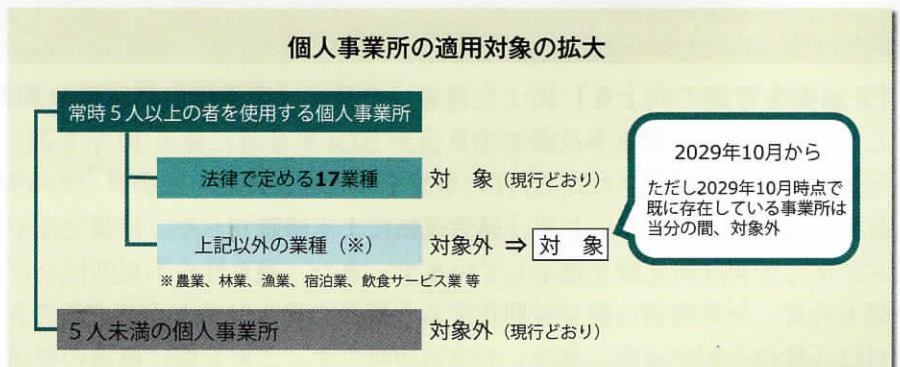 個人事業所の適用対象の拡大
常時5人以上の者を使用する個人事業所
法律で定める17業種 対 象（現行どおり）
上記以外の業種（※） 対象外 ⇒ 対 象
※農業、林業、漁業、宿泊業、飲食サービス業 等
5人未満の個人事業所 対象外（現行どおり）
2029年10月から
ただし2029年10月時点で
既に存在している事業所は
当分の間、対象外